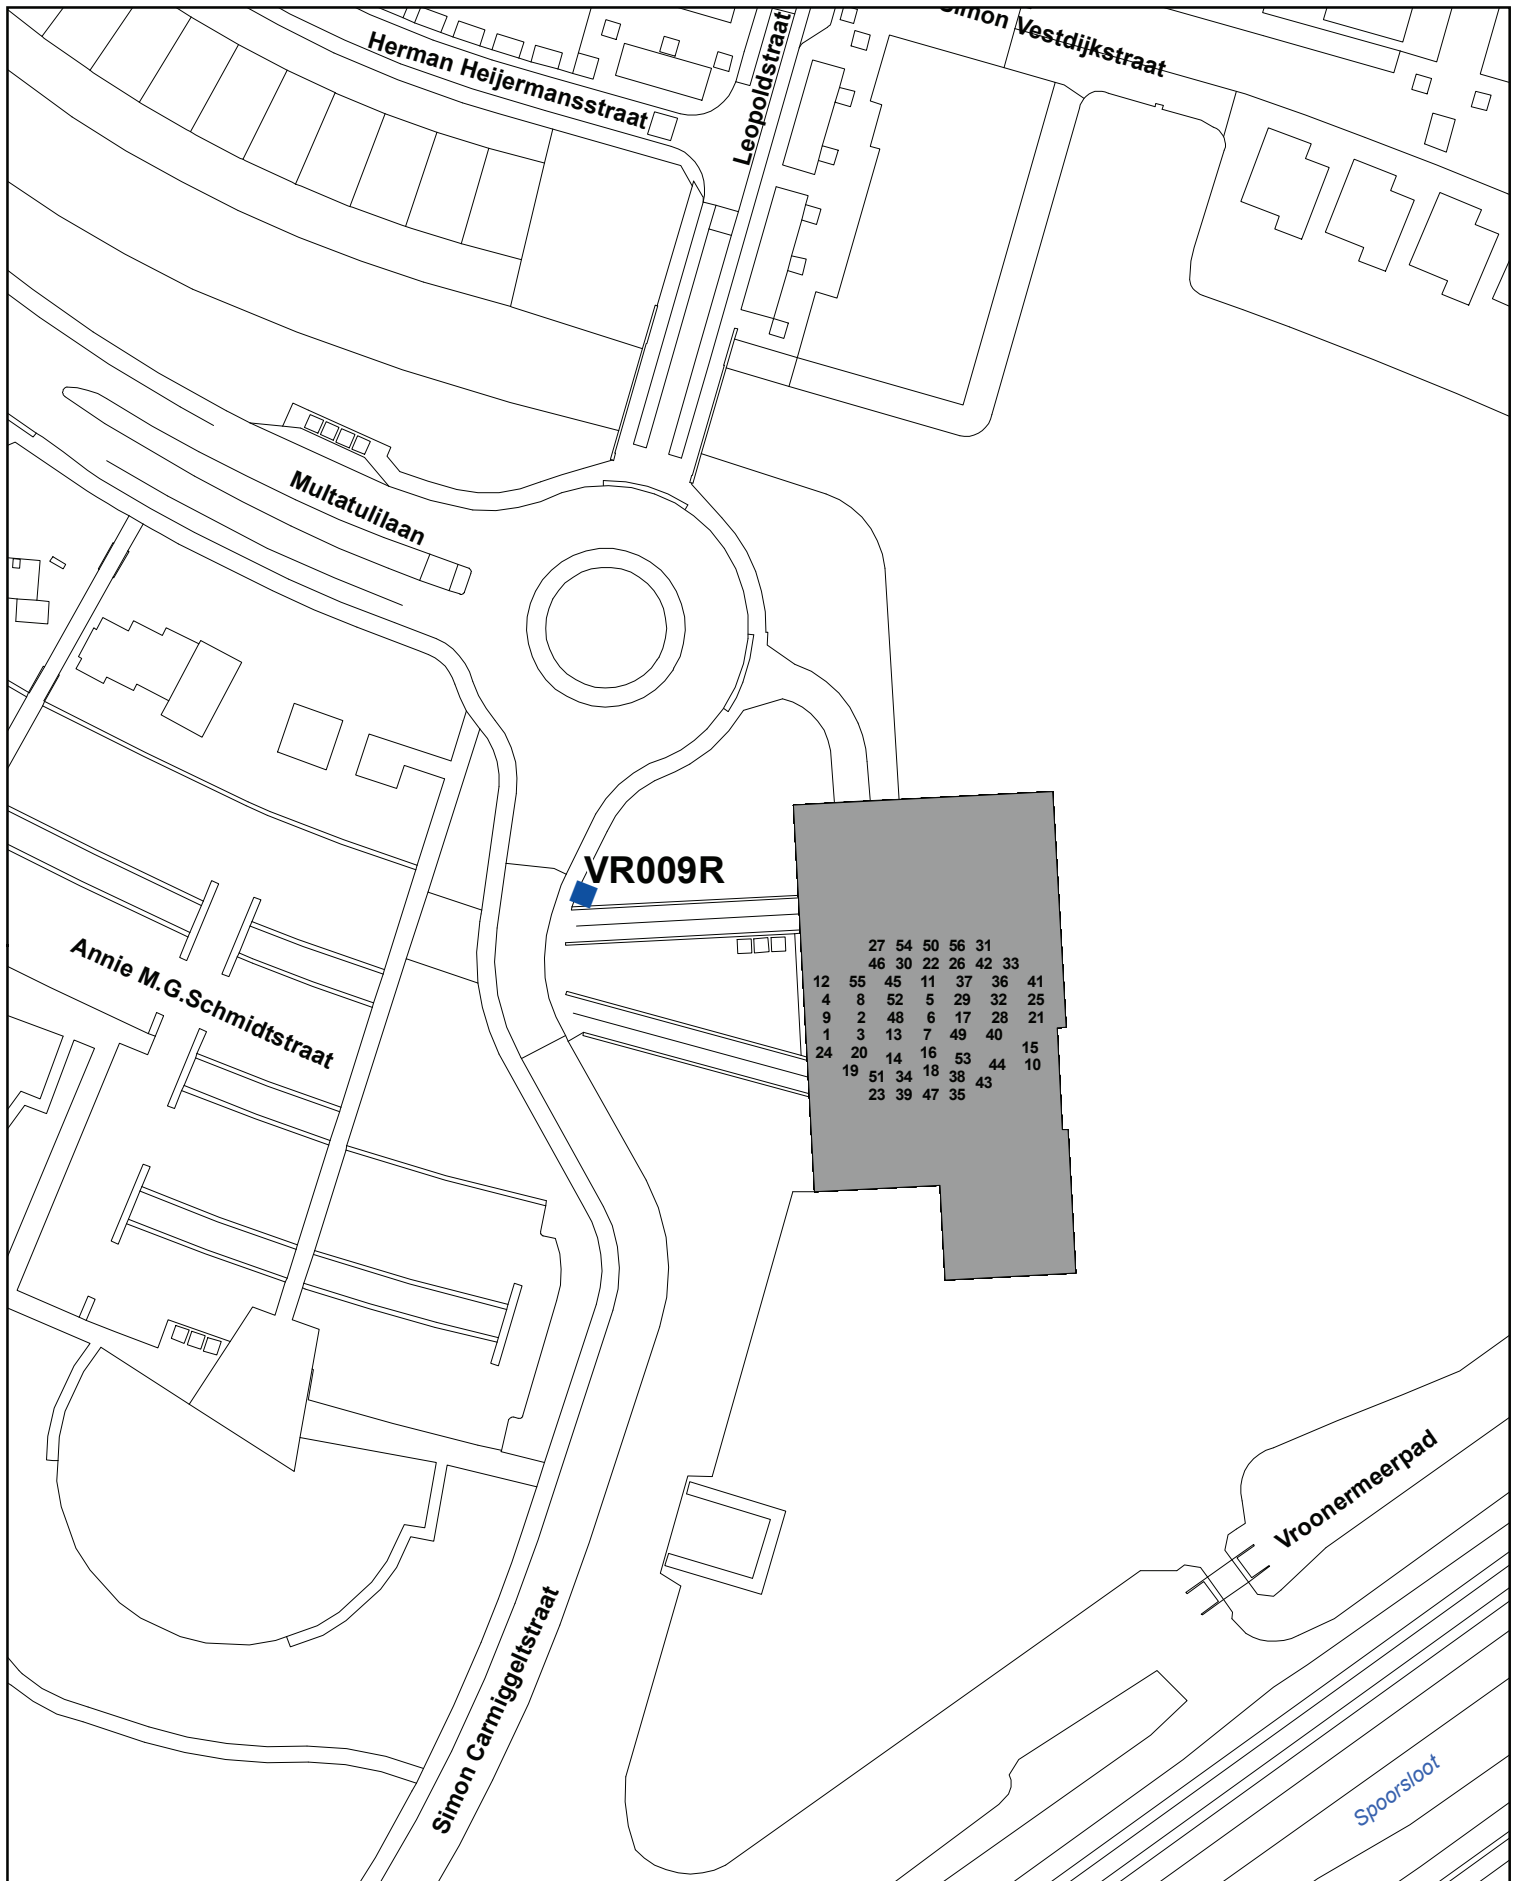 Simon Vestdijkstraat
Herman Heijermansstraat
Leopoldstraat
Multatulilaan
VR009R
Annie M.G.Schmidtstraat
27 54 50 56 31
46 30 22 26 42 33
12 55 45 11 37 36 41
4 8 52 5 29 32 25
9 2 48 6 17 28 21
1 3 13 7 49 40
24 20 14 16 53 15
19 51 34 18 38 44 10
23 39 47 35 43
Vroonermeerpad
Simon Carmiggeltstraat
Spoorsloot